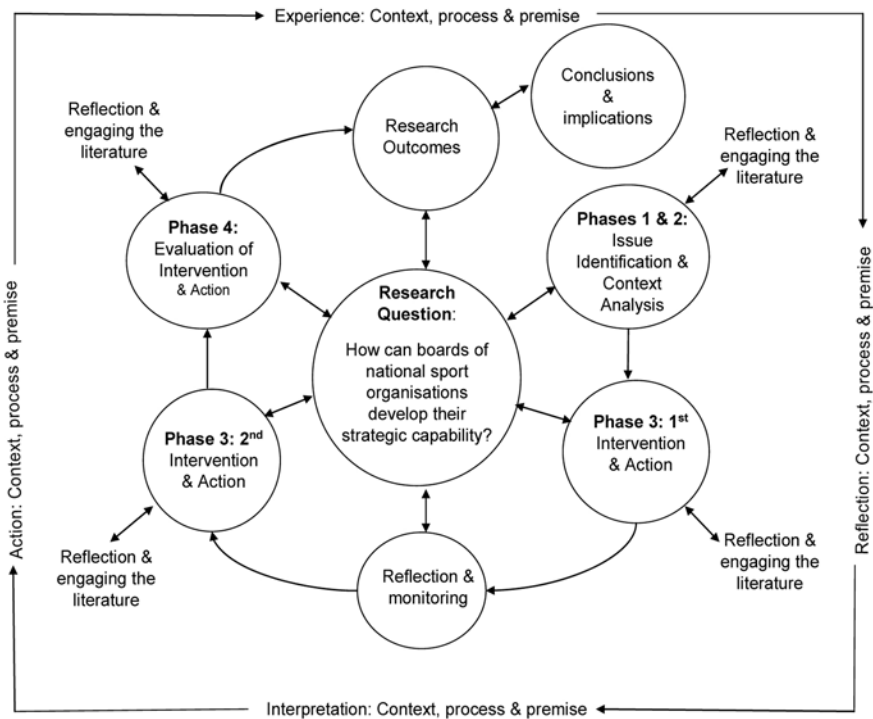 Experience: Context, process & premise
Conclusions
&
implications
Research
Outcomes
Reflection &
engaging the
literature
Reflection &
engaging the
literature
Phase 4:
Evaluation of
Intervention
& Action
Phases 1 & 2:
Issue
Identification &
Context
Analysis
Research
Question:
How can boards of
national sport
organisations
develop their
strategic capability?
Phase 3: 2nd
Intervention
& Action
Phase 3: 1st
Intervention
& Action
Reflection &
engaging the
literature
Reflection &
monitoring
Reflection &
engaging the
literature
Action: Context, process & premise
Reflection: Context, process & premise
Interpretation: Context, process & premise